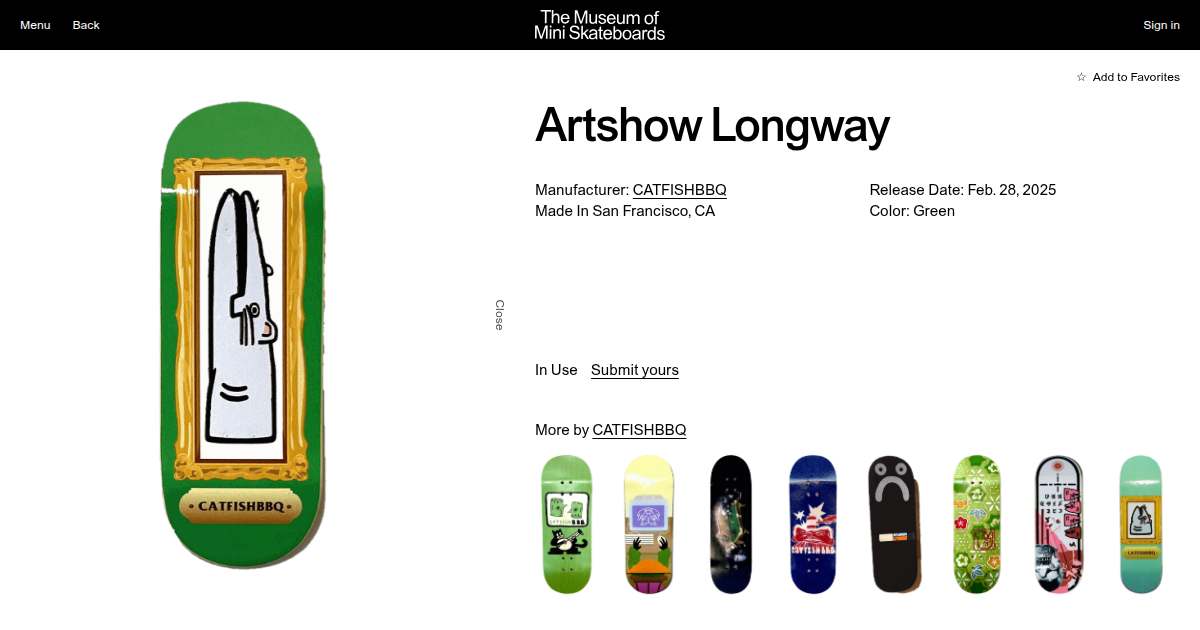 Menu
Back
The Museum of
Mini Skateboards
Sign in
☆ Add to Favorites
Artshow Longway
Manufacturer: CATFISHBBQ
Made In San Francisco, CA
Release Date: Feb. 28, 2025
Color: Green
Close
CATFISHBBQ
In Use
Submit yours
More by CATFISHBBQ